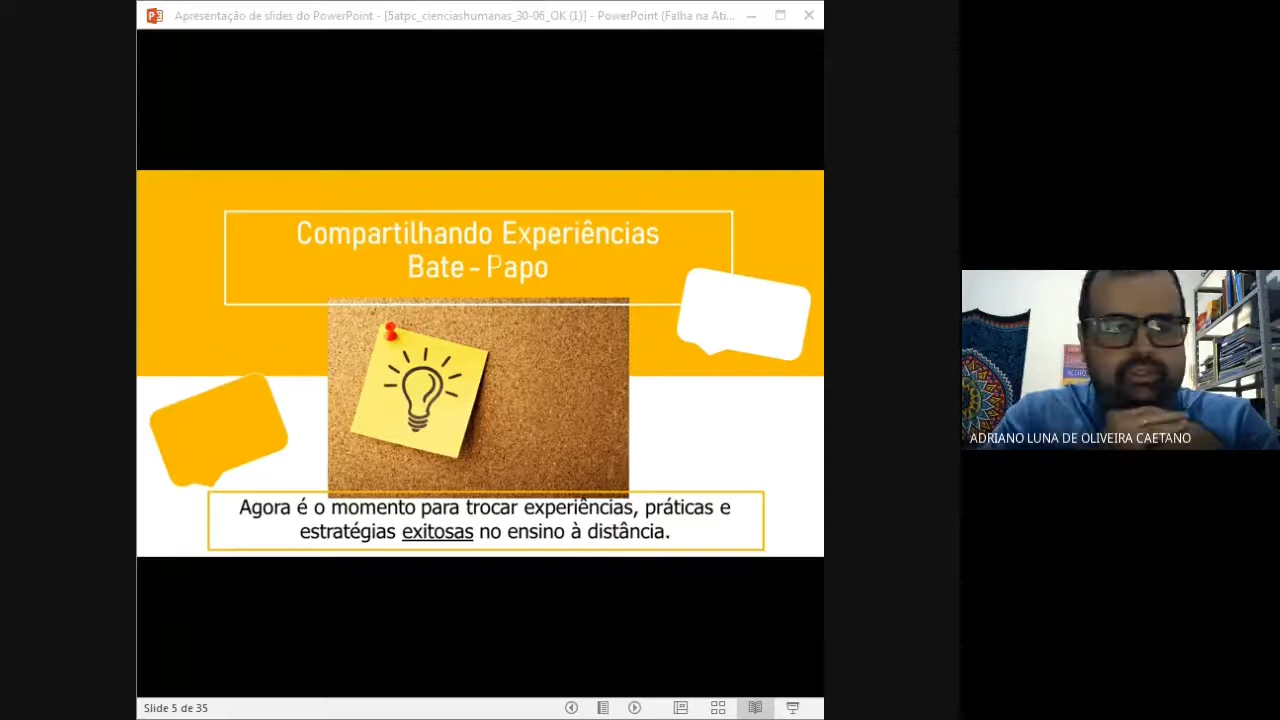 Apresentação de slides do PowerPoint - [5atpc_cienciashumanas_30-06_OK (1)] - PowerPoint (Falha na Ati...
Compartilhando Experiências
Bate - Papo
Agora é o momento para trocar experiências, práticas e
estratégias exitosas no ensino à distância.
ADRIANO LUNA DE OLIVEIRA CAETANO
Slide 5 de 35